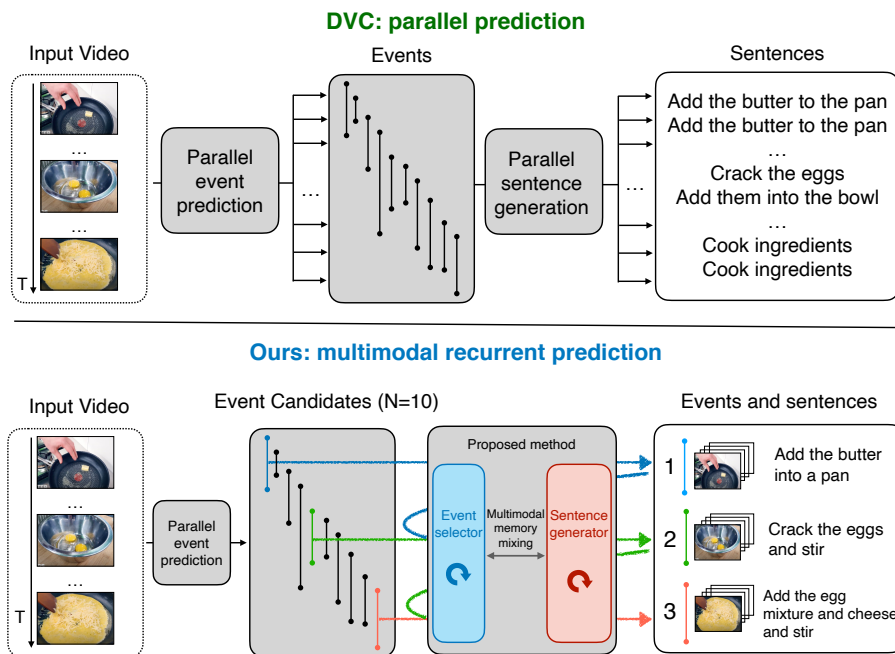 DVC: parallel prediction
Input Video
Events
Sentences
...
...
T
Parallel
event
prediction
...
Parallel
sentence
generation
...
Add the butter to the pan
Add the butter to the pan
...
Crack the eggs
Add them into the bowl
...
Cook ingredients
Cook ingredients
Ours: multimodal recurrent prediction
Input Video
Event Candidates (N=10)
Events and sentences
...
...
T
Parallel
event
prediction
Proposed method
Event
selector
Multimodal
memory
mixing
Sentence
generator
1
Add the butter
into a pan
2
Crack the eggs
and stir
3
Add the egg
mixture and cheese
and stir